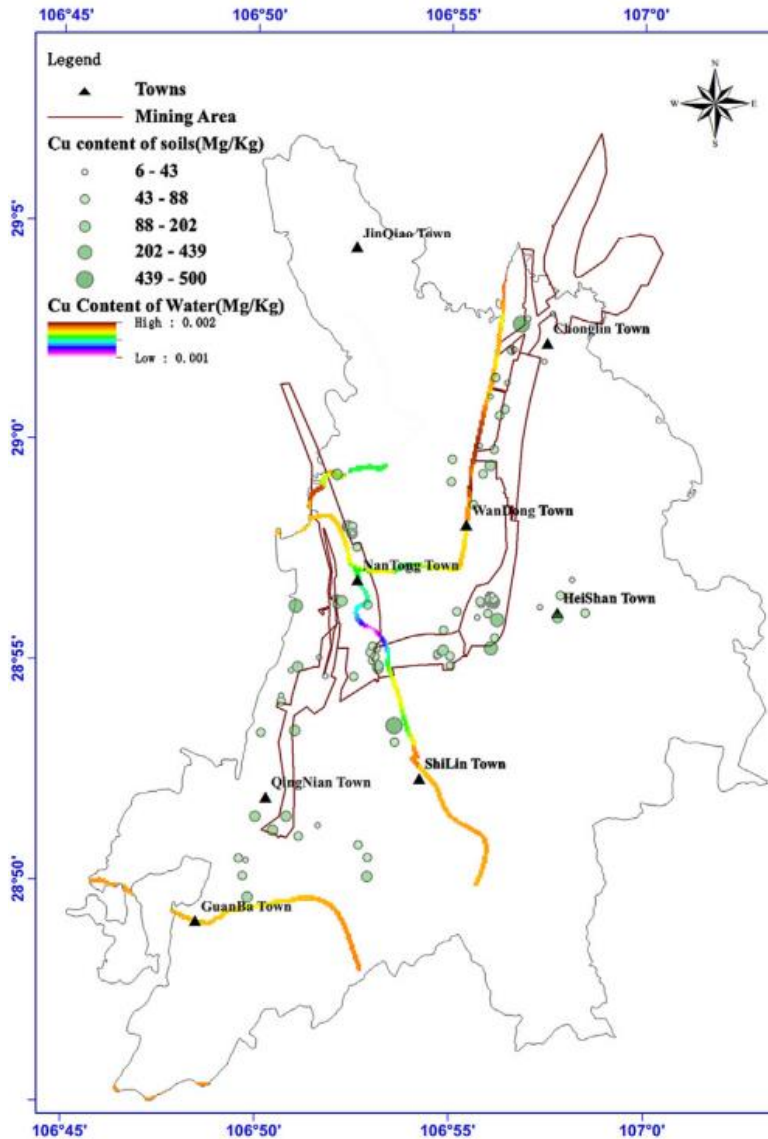 106°45' 106°50' 106°55' 107°0'
Legend
Towns
Mining Area
Cu content of soils(Mg/Kg)
6 - 43
43 - 88
88 - 202
202 - 439
439 - 500
Cu Content of Water(Mg/Kg)
High : 0.002
Low : 0.001
N
W E
S
29°5'
JinQiao Town
Chonglin Town
29°0'
WanDong Town
NanTong Town
HeiShan Town
28°55'
ShiLin Town
QingNian Town
28°50'
GuanBa Town
106°45' 106°50' 106°55' 107°0'